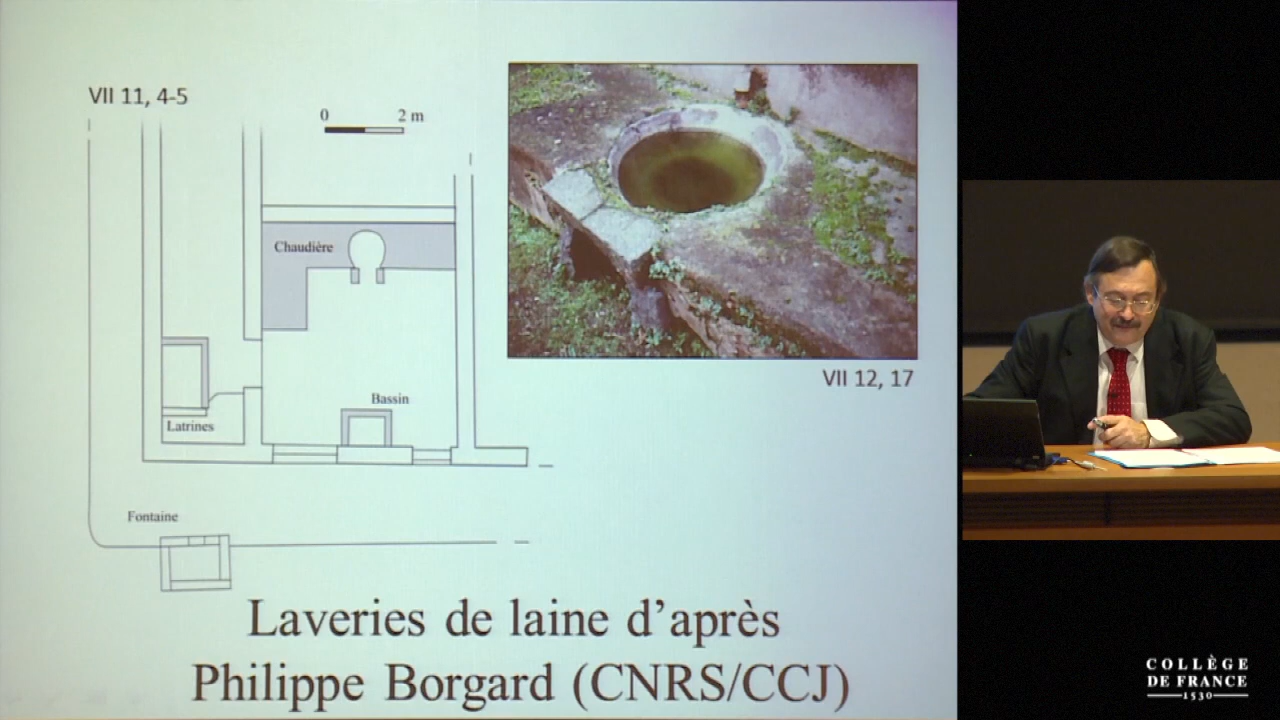 VII 11, 4-5
0 2 m
Chaudière
Bassin
Latrines
Fontaine
VII 12, 17
Laveries de laine d'après
Philippe Borgard (CNRS/CCJ)
COLLÈGE
DE FRANCE
1530